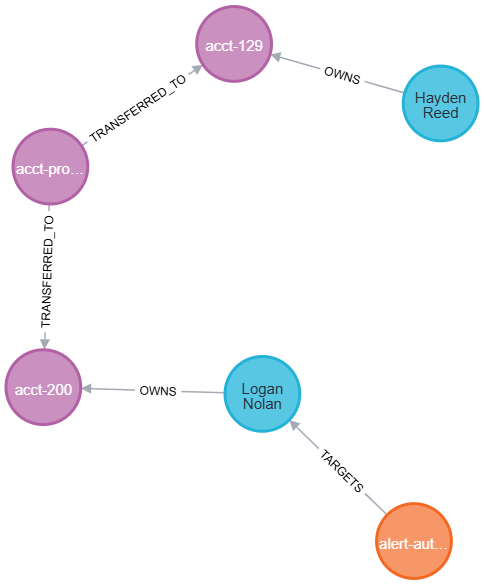 acct-129
OWNS
Hayden
Reed
TRANSFERRED_TO
acct-pro...
TRANSFERRED_TO
acct-200
OWNS
Logan
Nolan
TARGETS
alert-aut...